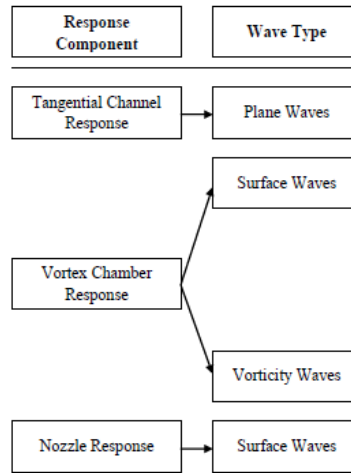 Response
Component
Wave Type
Tangential Channel
Response
Plane Waves
Surface Waves
Vortex Chamber
Response
Vorticity Waves
Nozzle Response
Surface Waves